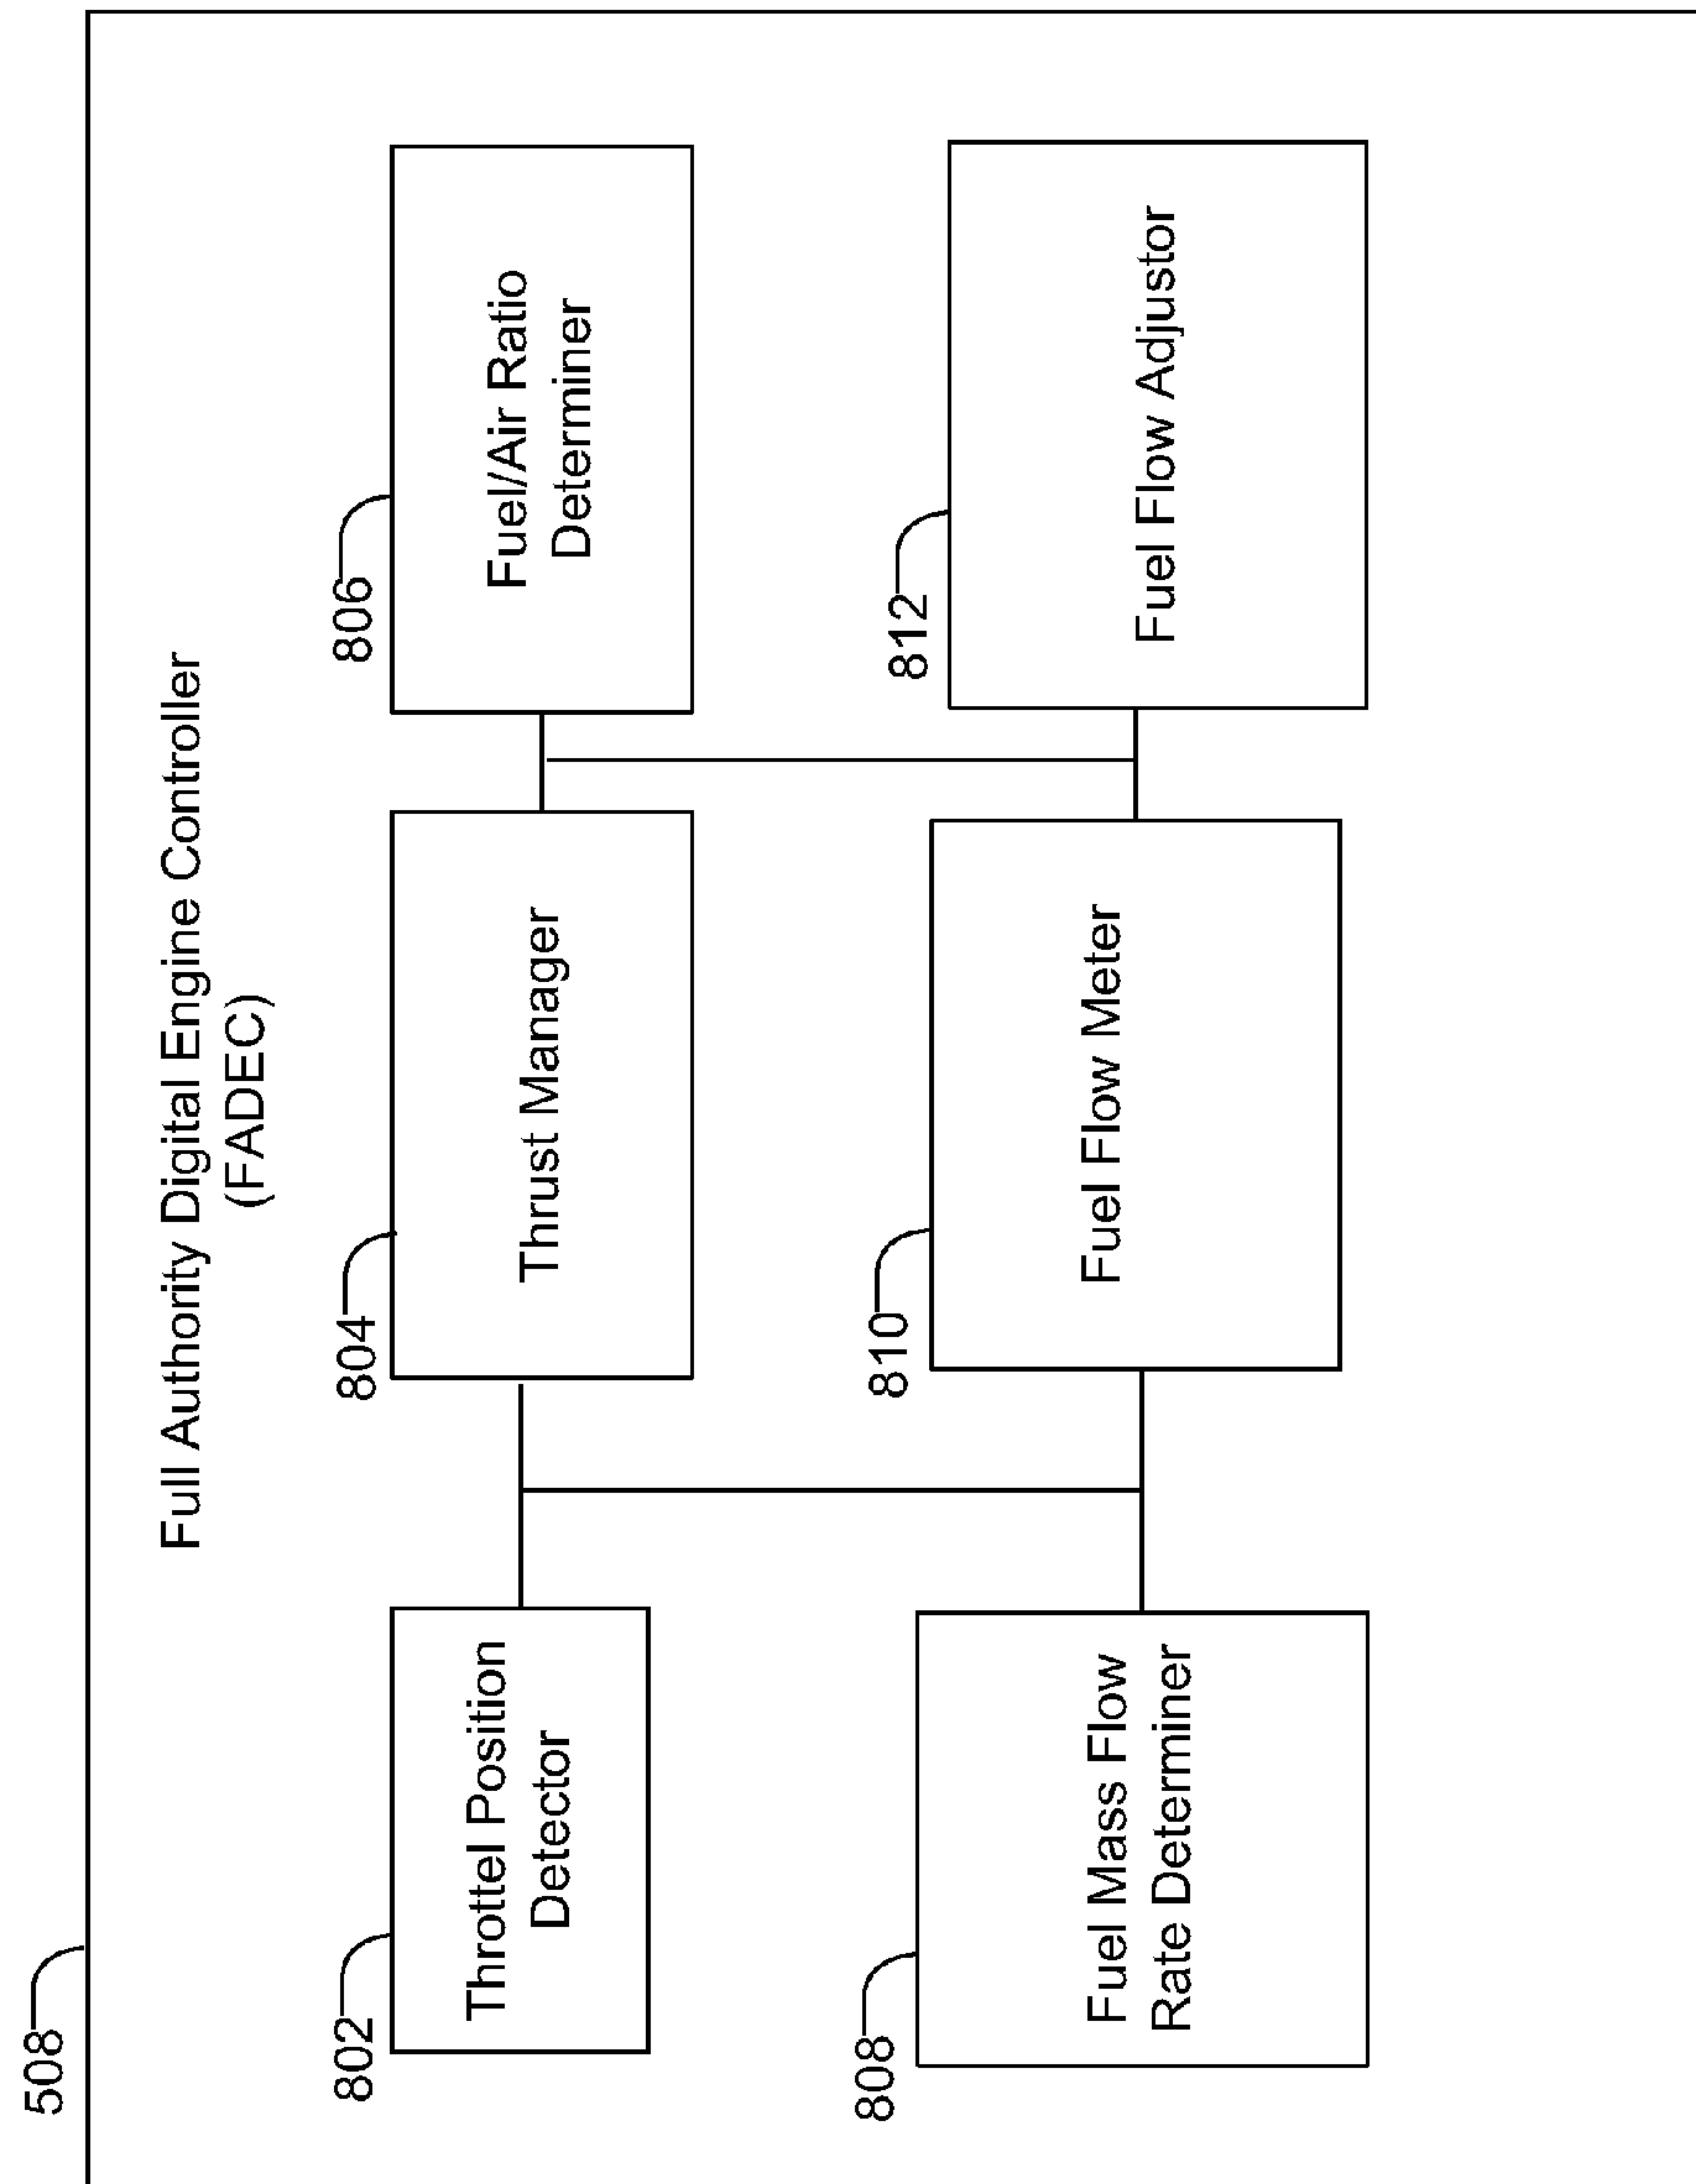 508
Full Authority Digital Engine Controller
(FADEC)
802
Throttel Position
Detector
804
Thrust Manager
806
Fuel/Air Ratio
Determiner
808
Fuel Mass Flow
Rate Determiner
810
Fuel Flow Meter
812
Fuel Flow Adjustor